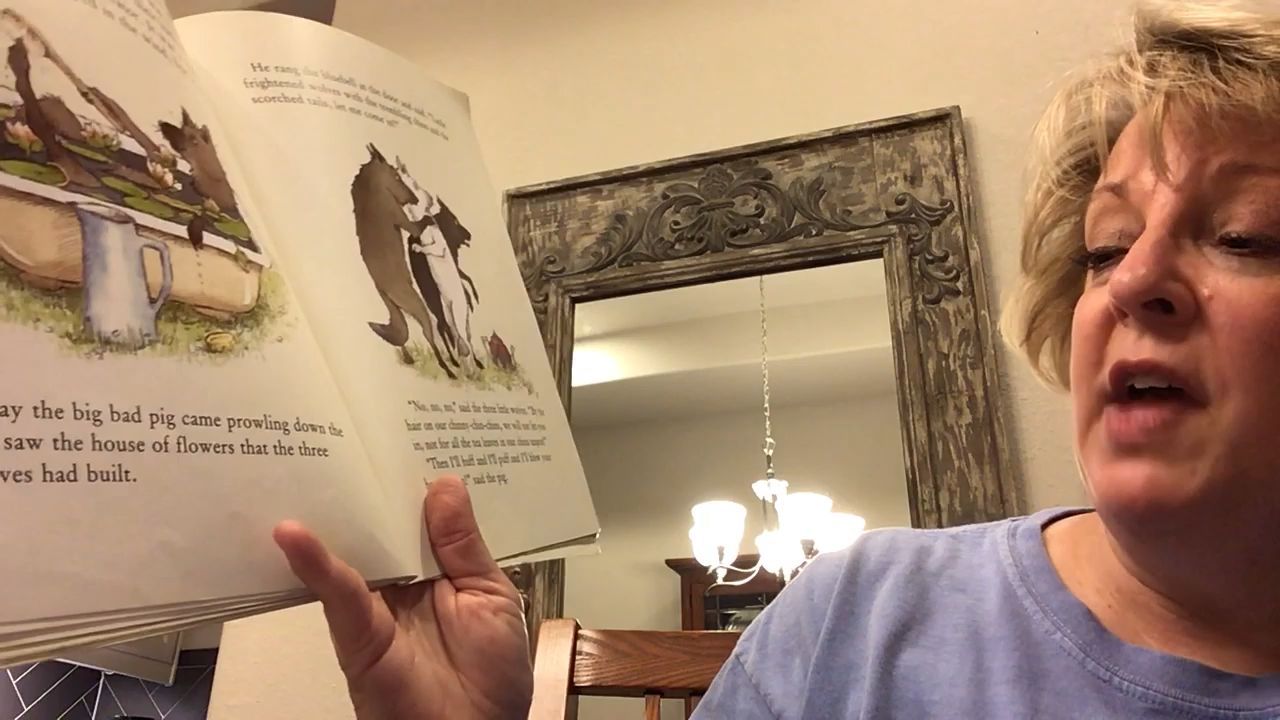 ay the big bad pig came prowling down the
saw the house of flowers that the three
ves had built.
He rang the bluebell in the door and said, "Little
frightened wolves with the trembling chins and the
scorched tails, let me come in!"
"No, no, no," said the three little wolves. "By the
hair on our chinny-chin-chins, we will not let you
in, not for all the tea leaves in our china teapot!"
"Then I'll huff and I'll puff and I'll blow your
said the pig.